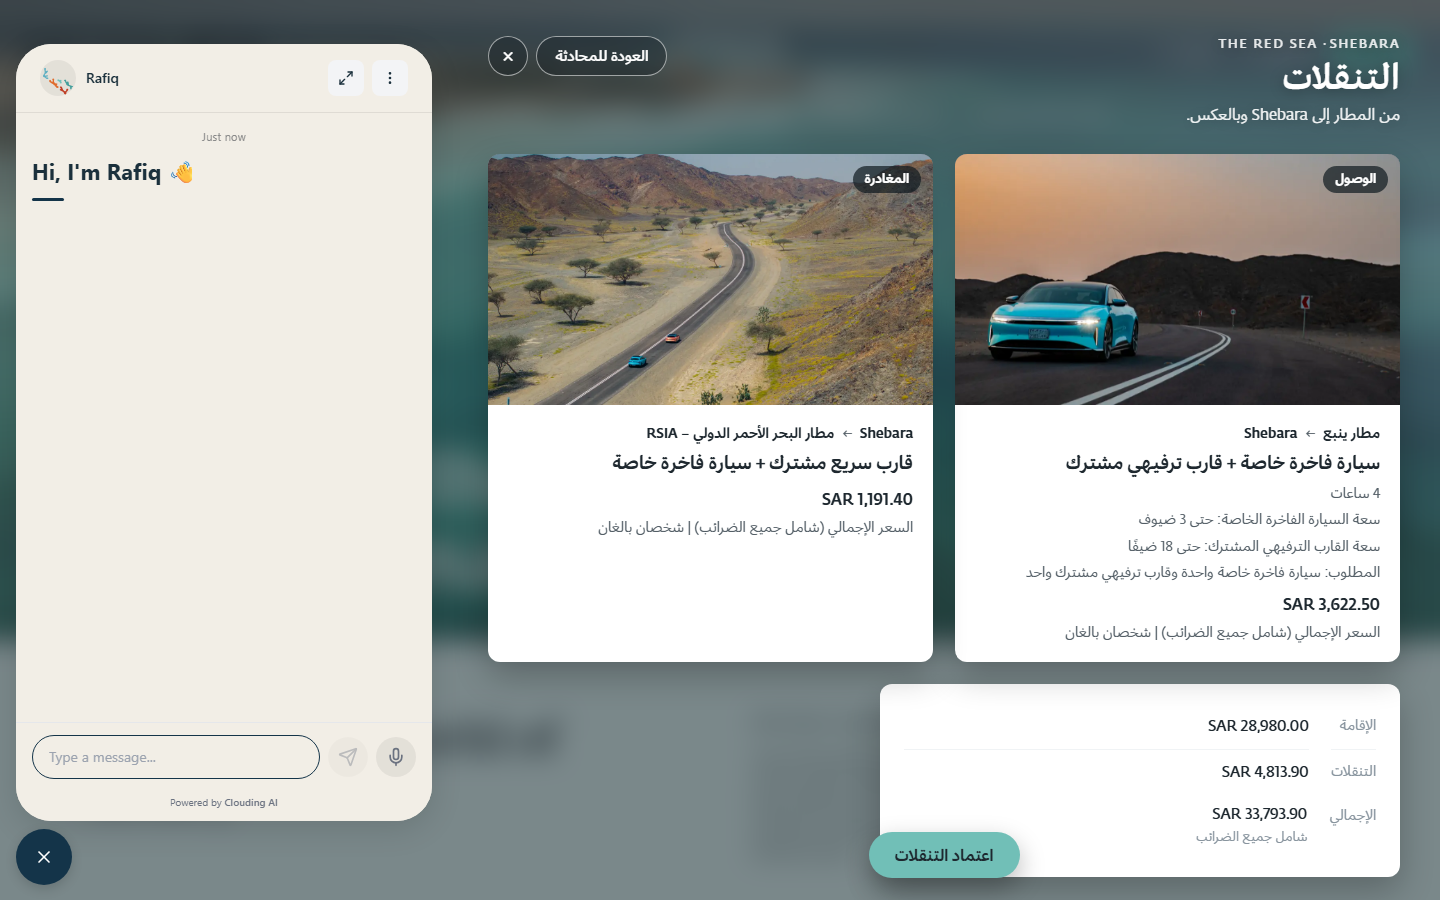 Rafiq
Just now
Hi, I'm Rafiq 👋
Type a message...
Powered by Clouding AI
العودة للمحادثة
THE RED SEA · SHEBARA
التنقلات
من المطار إلى Shebara وبالعكس.
الوصول
مطار ينبع ← Shebara
سيارة فاخرة خاصة + قارب ترفيهي مشترك
4 ساعات
سعة السيارة الفاخرة الخاصة: حتى 3 ضيوف
سعة القارب الترفيهي المشترك: حتى 18 ضيفًا
المطلوب: سيارة فاخرة خاصة واحدة وقارب ترفيهي مشترك واحد
SAR 3,622.50
السعر الإجمالي (شامل جميع الضرائب) | شخصان بالغان
المغادرة
Shebara ← مطار البحر الأحمر الدولي – RSIA
قارب سريع مشترك + سيارة فاخرة خاصة
SAR 1,191.40
السعر الإجمالي (شامل جميع الضرائب) | شخصان بالغان
الإقامة SAR 28,980.00
التنقلات SAR 4,813.90
الإجمالي SAR 33,793.90
شامل جميع الضرائب
اعتماد التنقلات